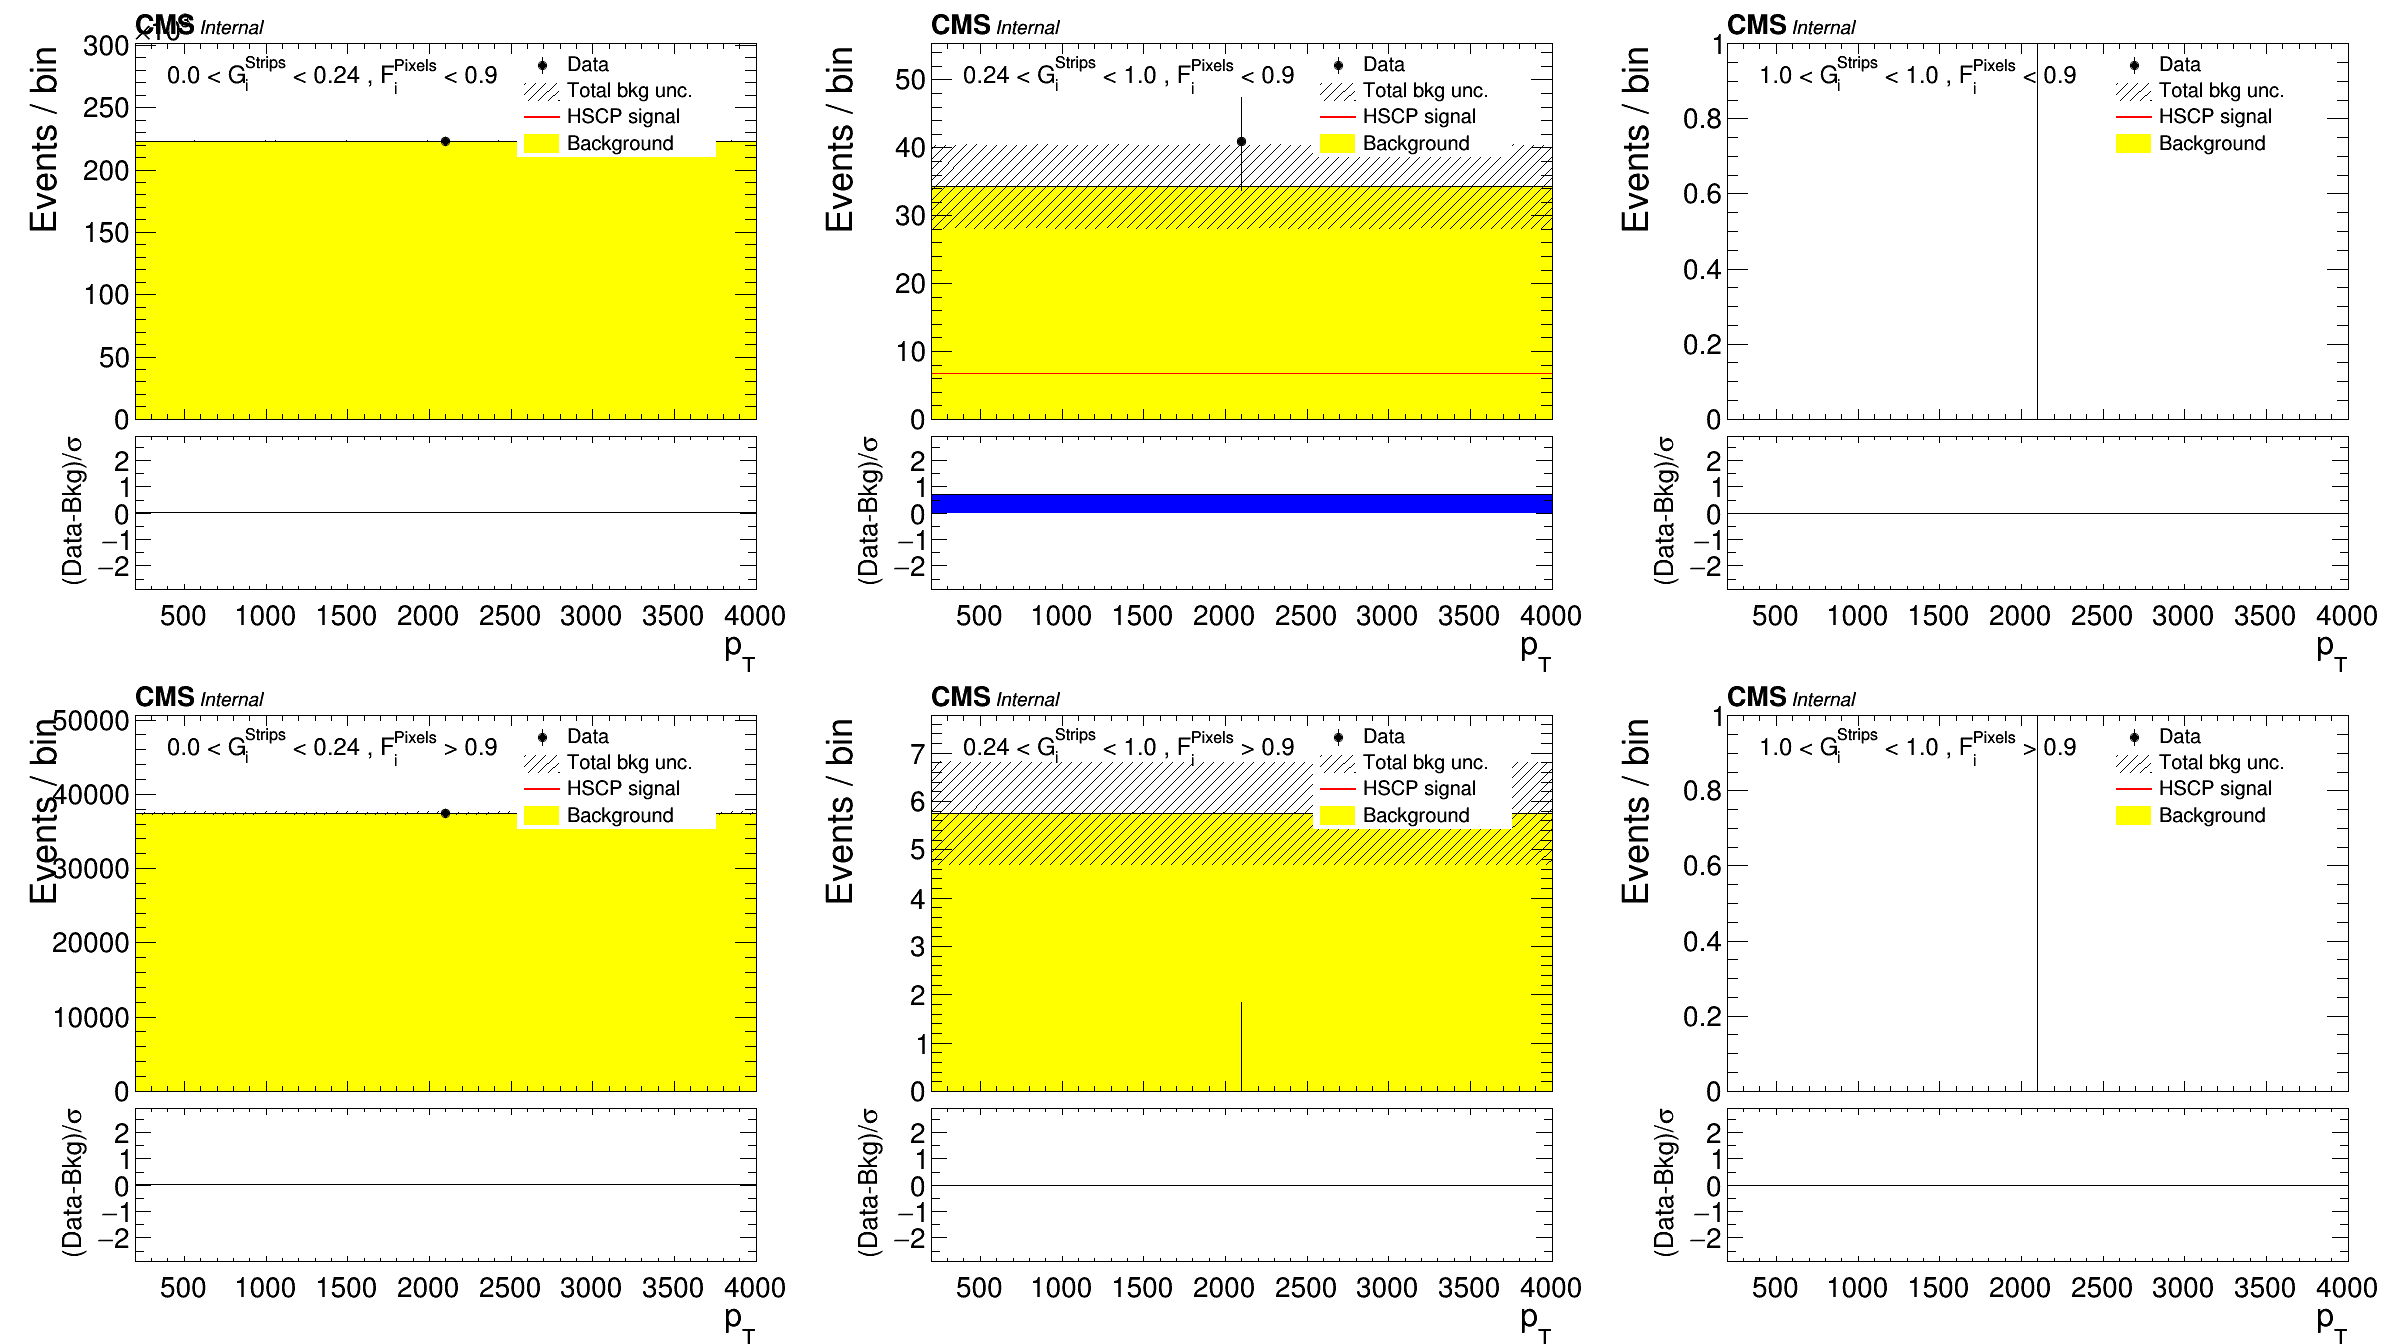 CMS Internal
×10³
Events / bin
0.0 < G_i^Strips < 0.24 , F_i^Pixels < 0.9
Data
Total bkg unc.
HSCP signal
Background
300
250
200
150
100
50
0
(Data-Bkg)/σ
2
1
0
−1
−2
500 1000 1500 2000 2500 3000 3500 4000
p_T
CMS Internal
Events / bin
0.24 < G_i^Strips < 1.0 , F_i^Pixels < 0.9
Data
Total bkg unc.
HSCP signal
Background
50
40
30
20
10
0
(Data-Bkg)/σ
2
1
0
−1
−2
500 1000 1500 2000 2500 3000 3500 4000
p_T
CMS Internal
Events / bin
1.0 < G_i^Strips < 1.0 , F_i^Pixels < 0.9
Data
Total bkg unc.
HSCP signal
Background
1
0.8
0.6
0.4
0.2
0
(Data-Bkg)/σ
2
1
0
−1
−2
500 1000 1500 2000 2500 3000 3500 4000
p_T
CMS Internal
Events / bin
0.0 < G_i^Strips < 0.24 , F_i^Pixels > 0.9
Data
Total bkg unc.
HSCP signal
Background
50000
40000
30000
20000
10000
0
(Data-Bkg)/σ
2
1
0
−1
−2
500 1000 1500 2000 2500 3000 3500 4000
p_T
CMS Internal
Events / bin
0.24 < G_i^Strips < 1.0 , F_i^Pixels > 0.9
Data
Total bkg unc.
HSCP signal
Background
7
6
5
4
3
2
1
0
(Data-Bkg)/σ
2
1
0
−1
−2
500 1000 1500 2000 2500 3000 3500 4000
p_T
CMS Internal
Events / bin
1.0 < G_i^Strips < 1.0 , F_i^Pixels > 0.9
Data
Total bkg unc.
HSCP signal
Background
1
0.8
0.6
0.4
0.2
0
(Data-Bkg)/σ
2
1
0
−1
−2
500 1000 1500 2000 2500 3000 3500 4000
p_T